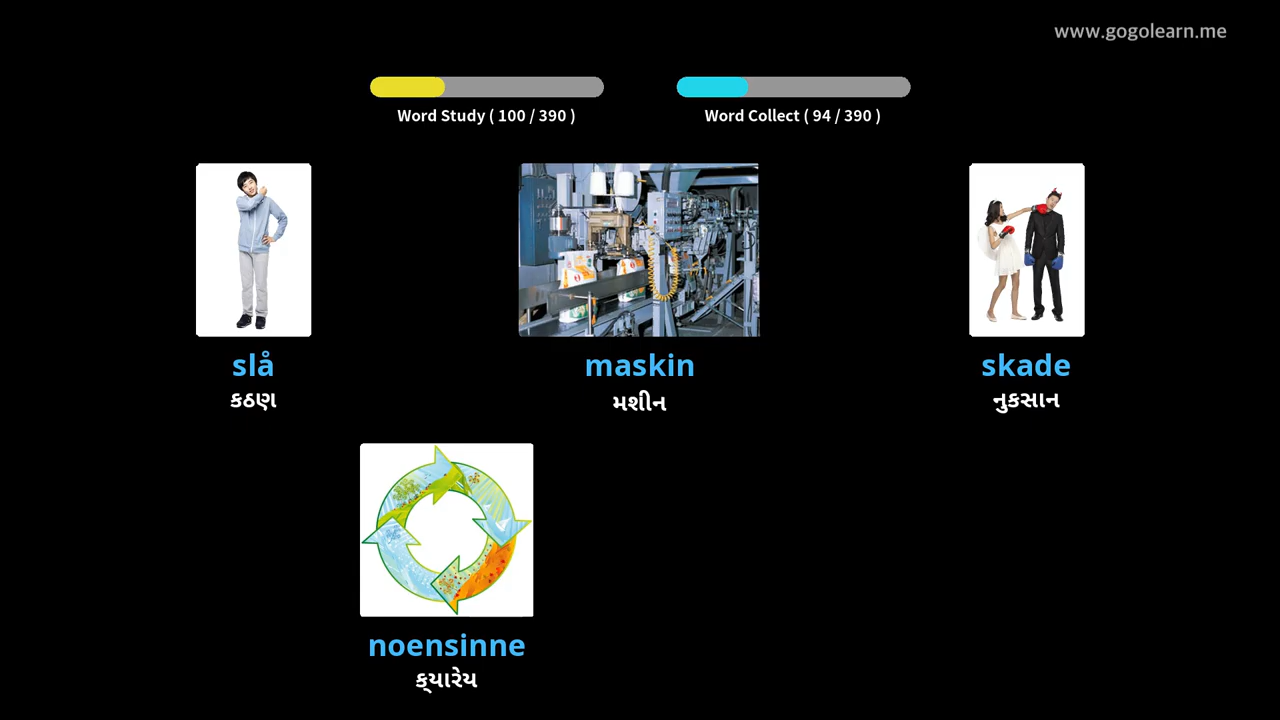 www.gogolearn.me
Word Study ( 100 / 390 )
Word Collect ( 94 / 390 )
slå
કઠણ
maskin
મશીન
skade
નુકસાન
noensinne
ક્યારેય